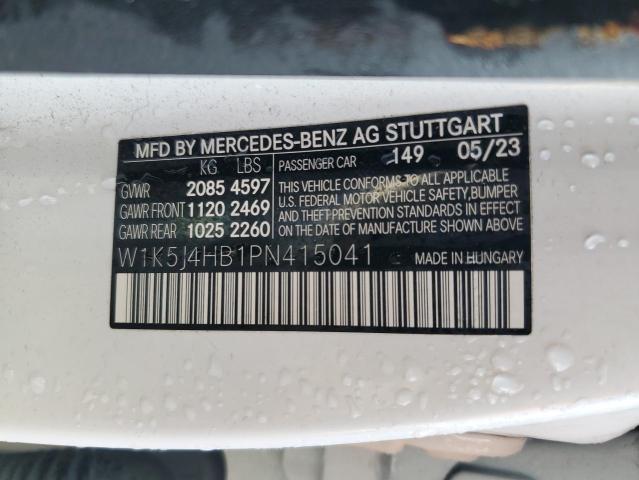 MFD BY MERCEDES-BENZ AG STUTTGART
KG LBS PASSENGER CAR 149 05/23
GVWR 2085 4597
GAWR FRONT 1120 2469
GAWR REAR 1025 2260
THIS VEHICLE CONFORMS TO ALL APPLICABLE
U.S. FEDERAL MOTOR VEHICLE SAFETY, BUMPER
AND THEFT PREVENTION STANDARDS IN EFFECT
ON THE DATE OF MANUFACTURE SHOWN ABOVE.
W1K5J4HB1PN415041 MADE IN HUNGARY